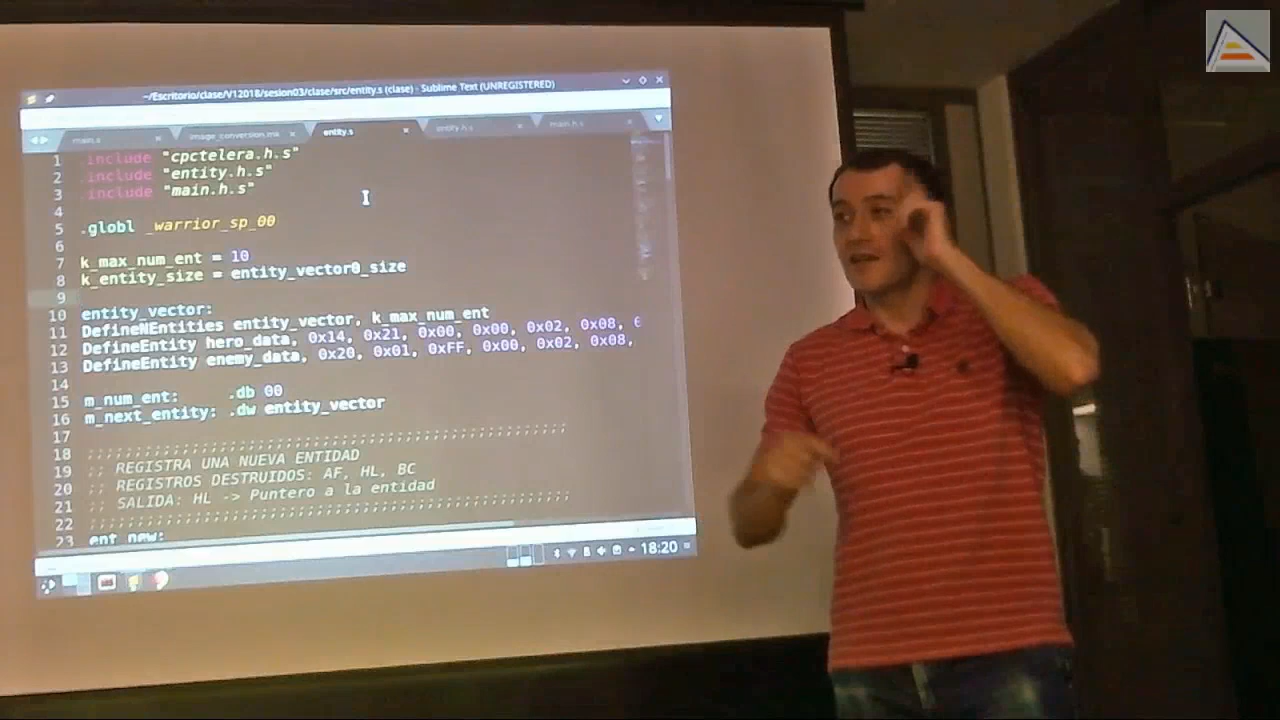 ~/Escritorio/clase/V12018/sesion03/clase/src/entity.s (clase) - Sublime Text (UNREGISTERED)
main.s image_conversion.mk entity.s entity.h.s main.h.s
1 .include "cpctelera.h.s"
2 .include "entity.h.s"
3 .include "main.h.s"
4
5 .globl _warrior_sp_00
6
7 k_max_num_ent = 10
8 k_entity_size = entity_vector0_size
9
10 entity_vector:
11 DefineNEntities entity_vector, k_max_num_ent
12 DefineEntity hero_data, 0x14, 0x21, 0x00, 0x00, 0x02, 0x08,
13 DefineEntity enemy_data, 0x20, 0x01, 0xFF, 0x00, 0x02, 0x08,
14
15 m_num_ent: .db 00
16 m_next_entity: .dw entity_vector
17
18 ;;;;;;;;;;;;;;;;;;;;;;;;;;;;;;;;;;;;;;;;;;;;;;;;;;
19 ;; REGISTRA UNA NUEVA ENTIDAD
20 ;; REGISTROS DESTRUIDOS: AF, HL, BC
21 ;; SALIDA: HL -> Puntero a la entidad
22 ;;;;;;;;;;;;;;;;;;;;;;;;;;;;;;;;;;;;;;;;;;;;;;;;;;
23 ent_new:
18:20